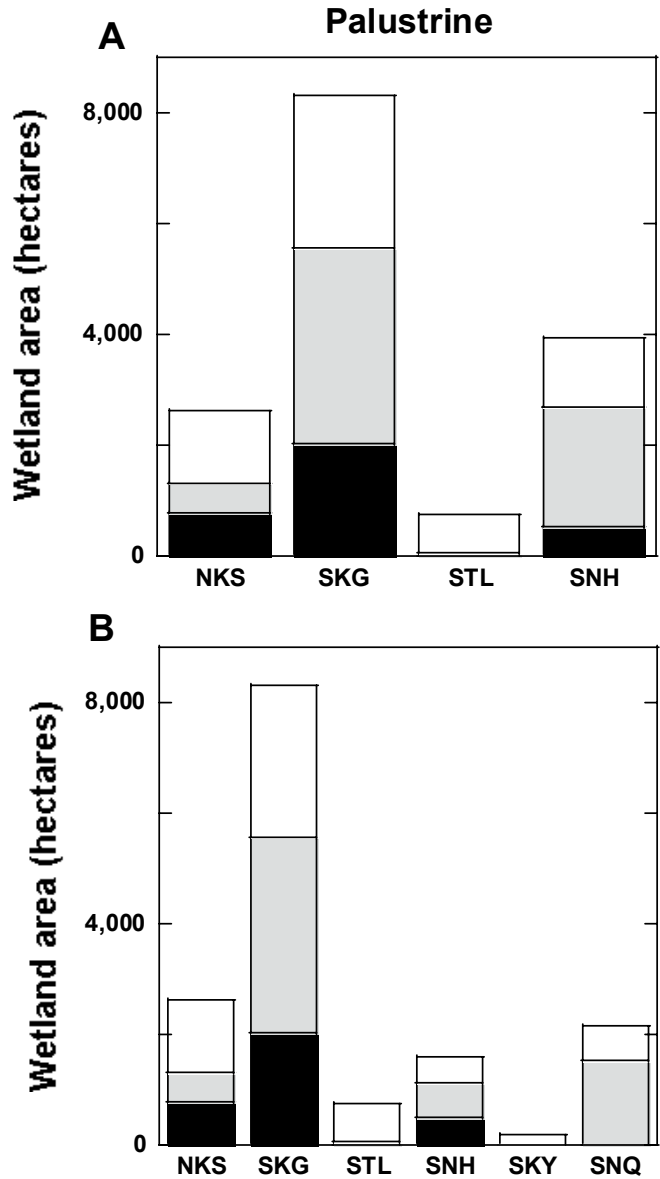 Palustrine
A
Wetland area (hectares)
8,000
4,000
0
NKS SKG STL SNH
B
Wetland area (hectares)
8,000
4,000
0
NKS SKG STL SNH SKY SNQ